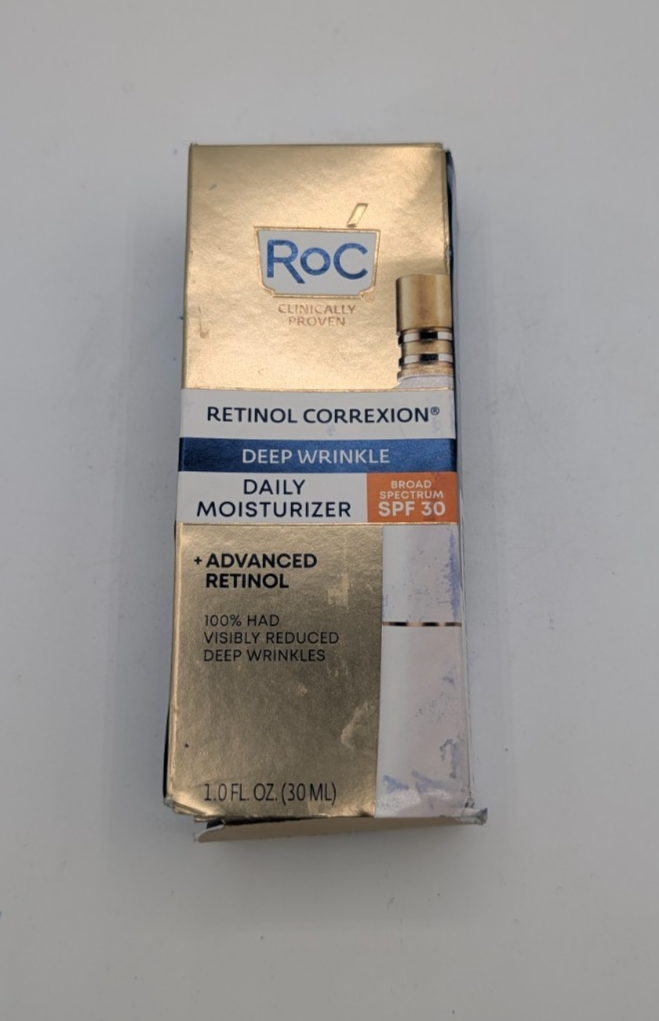 RoC
CLINICALLY
PROVEN
RETINOL CORREXION®
DEEP WRINKLE
DAILY
MOISTURIZER
BROAD
SPECTRUM
SPF 30
+ ADVANCED
RETINOL
100% HAD
VISIBLY REDUCED
DEEP WRINKLES
1.0 FL. OZ. (30 ML)